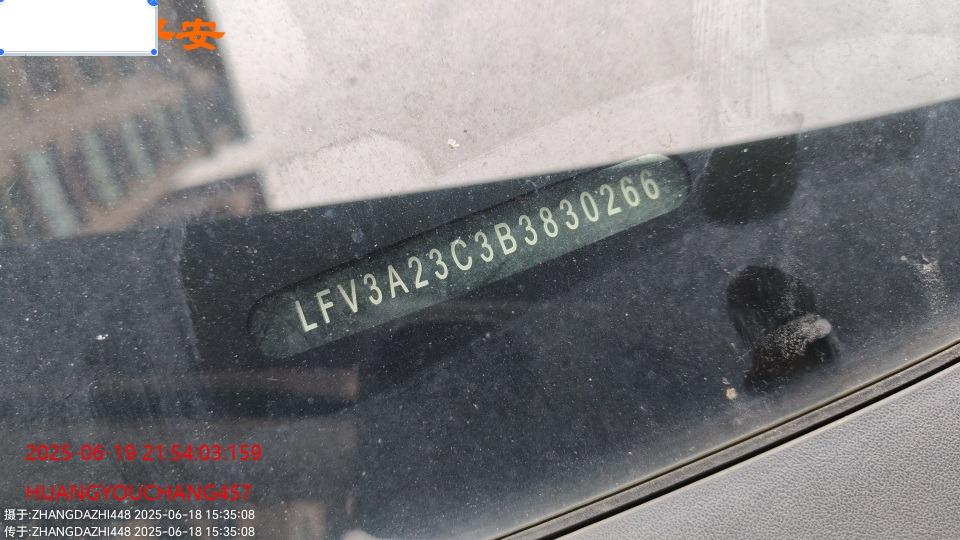 安
LFV3A23C3B3830266
2025-06-19 21:54:03:159
HUANGYOUCHANG457
摄于:ZHANGDAZHI448 2025-06-18 15:35:08
传于:ZHANGDAZHI448 2025-06-18 15:35:08